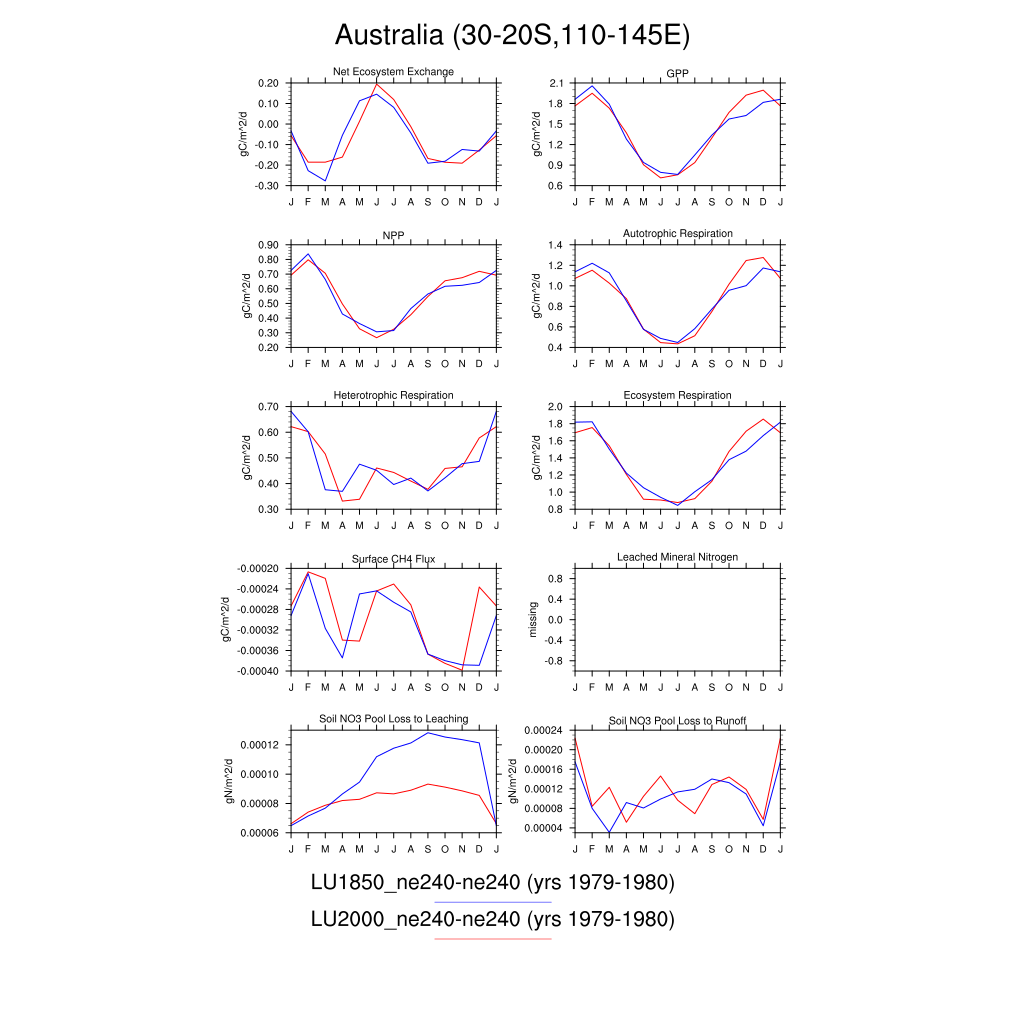 Australia (30-20S,110-145E)
Net Ecosystem Exchange
GPP
0.20
0.10
0.00
-0.10
-0.20
-0.30
gC/m^2/d
J F M A M J J A S O N D J
2.1
1.8
1.5
1.2
0.9
0.6
gC/m^2/d
J F M A M J J A S O N D J
NPP
Autotrophic Respiration
0.90
0.80
0.70
0.60
0.50
0.40
0.30
0.20
gC/m^2/d
J F M A M J J A S O N D J
1.4
1.2
1.0
0.8
0.6
0.4
gC/m^2/d
J F M A M J J A S O N D J
Heterotrophic Respiration
Ecosystem Respiration
0.70
0.60
0.50
0.40
0.30
gC/m^2/d
J F M A M J J A S O N D J
2.0
1.8
1.6
1.4
1.2
1.0
0.8
gC/m^2/d
J F M A M J J A S O N D J
Surface CH4 Flux
Leached Mineral Nitrogen
-0.00020
-0.00024
-0.00028
-0.00032
-0.00036
-0.00040
gC/m^2/d
J F M A M J J A S O N D J
0.8
0.4
0.0
-0.4
-0.8
missing
J F M A M J J A S O N D J
Soil NO3 Pool Loss to Leaching
Soil NO3 Pool Loss to Runoff
0.00012
0.00010
0.00008
0.00006
gN/m^2/d
J F M A M J J A S O N D J
0.00024
0.00020
0.00016
0.00012
0.00008
0.00004
gN/m^2/d
J F M A M J J A S O N D J
LU1850_ne240-ne240 (yrs 1979-1980)
LU2000_ne240-ne240 (yrs 1979-1980)